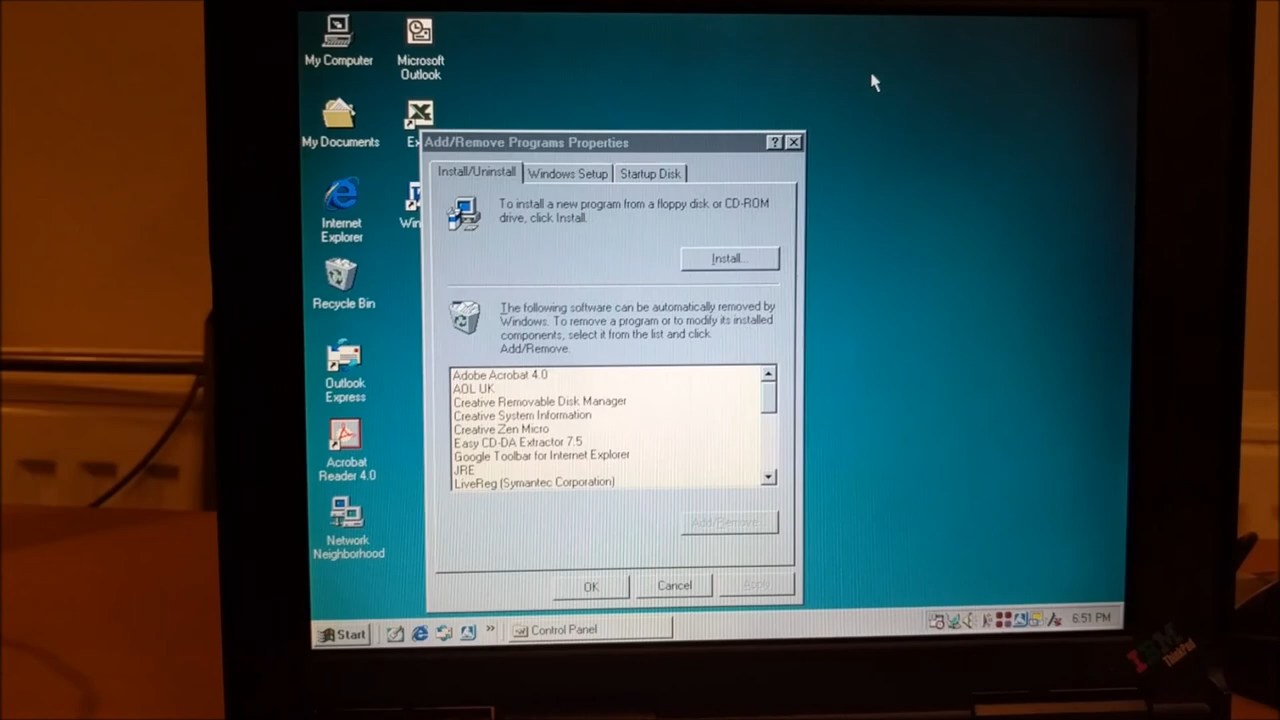 My Computer
Microsoft
Outlook
My Documents
Ex
Add/Remove Programs Properties
Install/Uninstall
Windows Setup
Startup Disk
To install a new program from a floppy disk or CD-ROM
drive, click Install.
Install...
Internet
Explorer
Win
Recycle Bin
The following software can be automatically removed by
Windows. To remove a program or to modify its installed
components, select it from the list and click
Add/Remove.
Outlook
Express
Adobe Acrobat 4.0
AOL UK
Creative Removable Disk Manager
Creative System Information
Creative Zen Micro
Easy CD-DA Extractor 7.5
Google Toolbar for Internet Explorer
JRE
LiveReg (Symantec Corporation)
Acrobat
Reader 4.0
Add/Remove...
Network
Neighborhood
OK
Cancel
Apply
Start
Control Panel
6:51 PM
IBM
ThinkPad